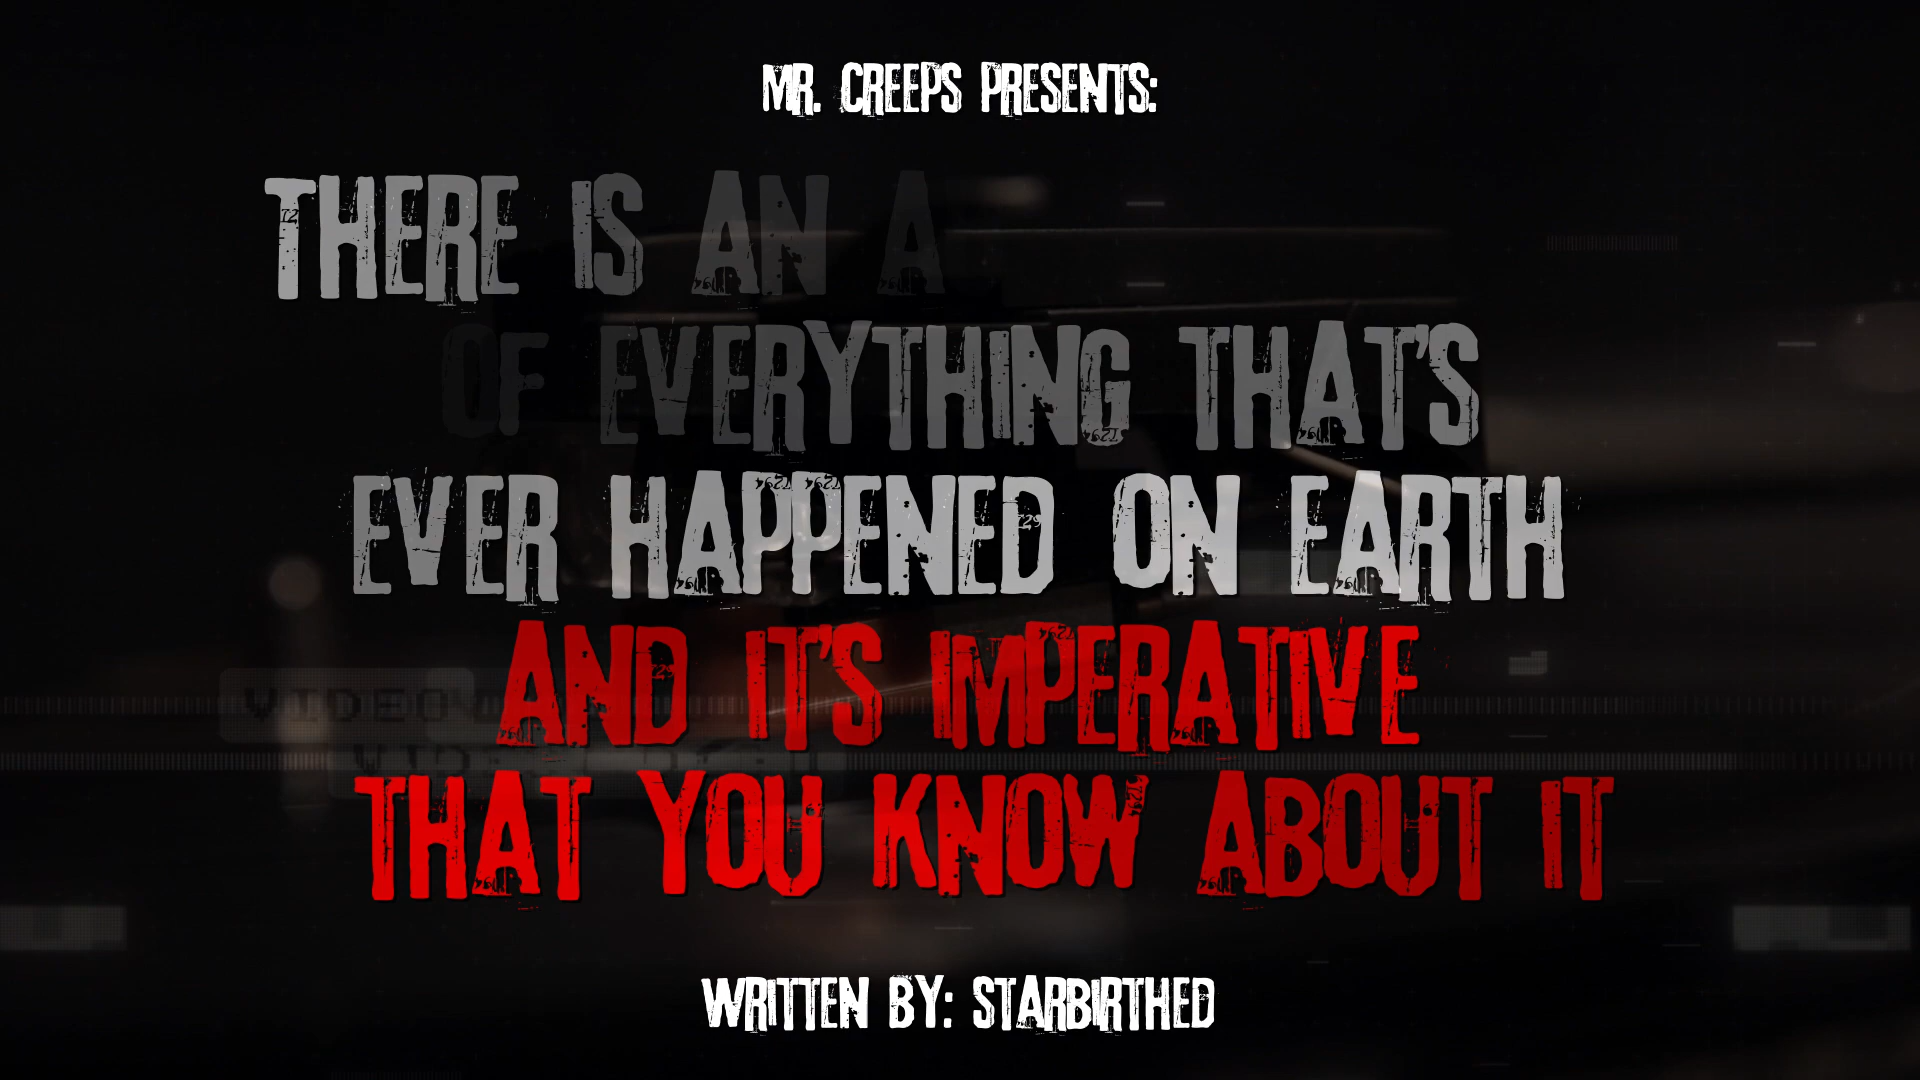 MR. CREEPS PRESENTS:
THERE IS AN A
OF EVERYTHING THAT'S
EVER HAPPENED ON EARTH
AND IT'S IMPERATIVE
THAT YOU KNOW ABOUT IT
VIDEO
WRITTEN BY: STARBIRTHED